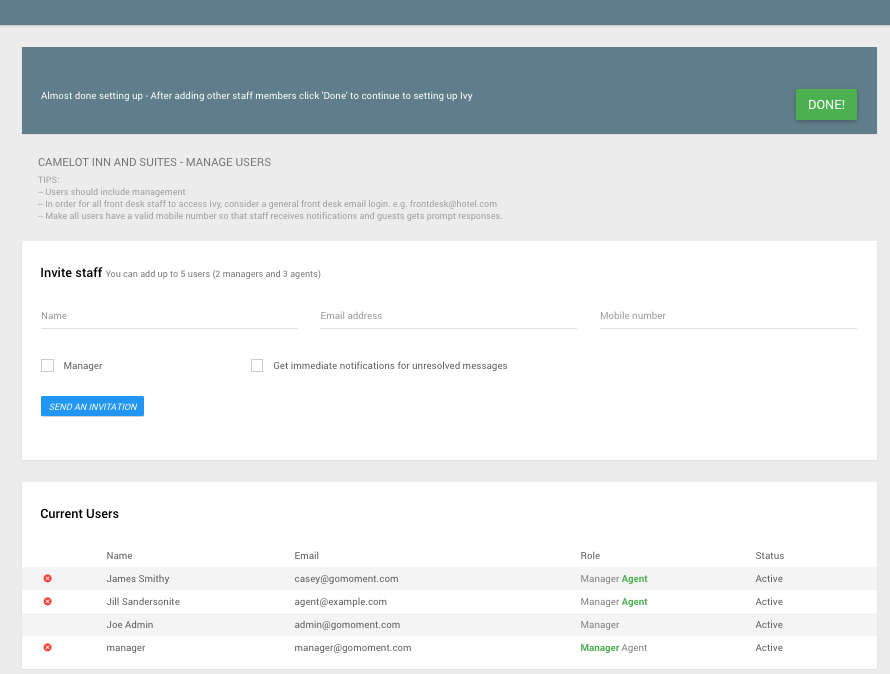 Almost done setting up - After adding other staff members click 'Done' to continue to setting up Ivy
DONE!
CAMELOT INN AND SUITES - MANAGE USERS
TIPS:
-- Users should include management
-- In order for all front desk staff to access Ivy, consider a general front desk email login. e.g. frontdesk@hotel.com
-- Make all users have a valid mobile number so that staff receives notifications and guests gets prompt responses.
Invite staff You can add up to 5 users (2 managers and 3 agents)
Name Email address Mobile number
Manager Get immediate notifications for unresolved messages
SEND AN INVITATION
Current Users
Name Email Role Status
James Smithy casey@gomoment.com Manager Agent Active
Jill Sandersonite agent@example.com Manager Agent Active
Joe Admin admin@gomoment.com Manager Active
manager manager@gomoment.com Manager Agent Active